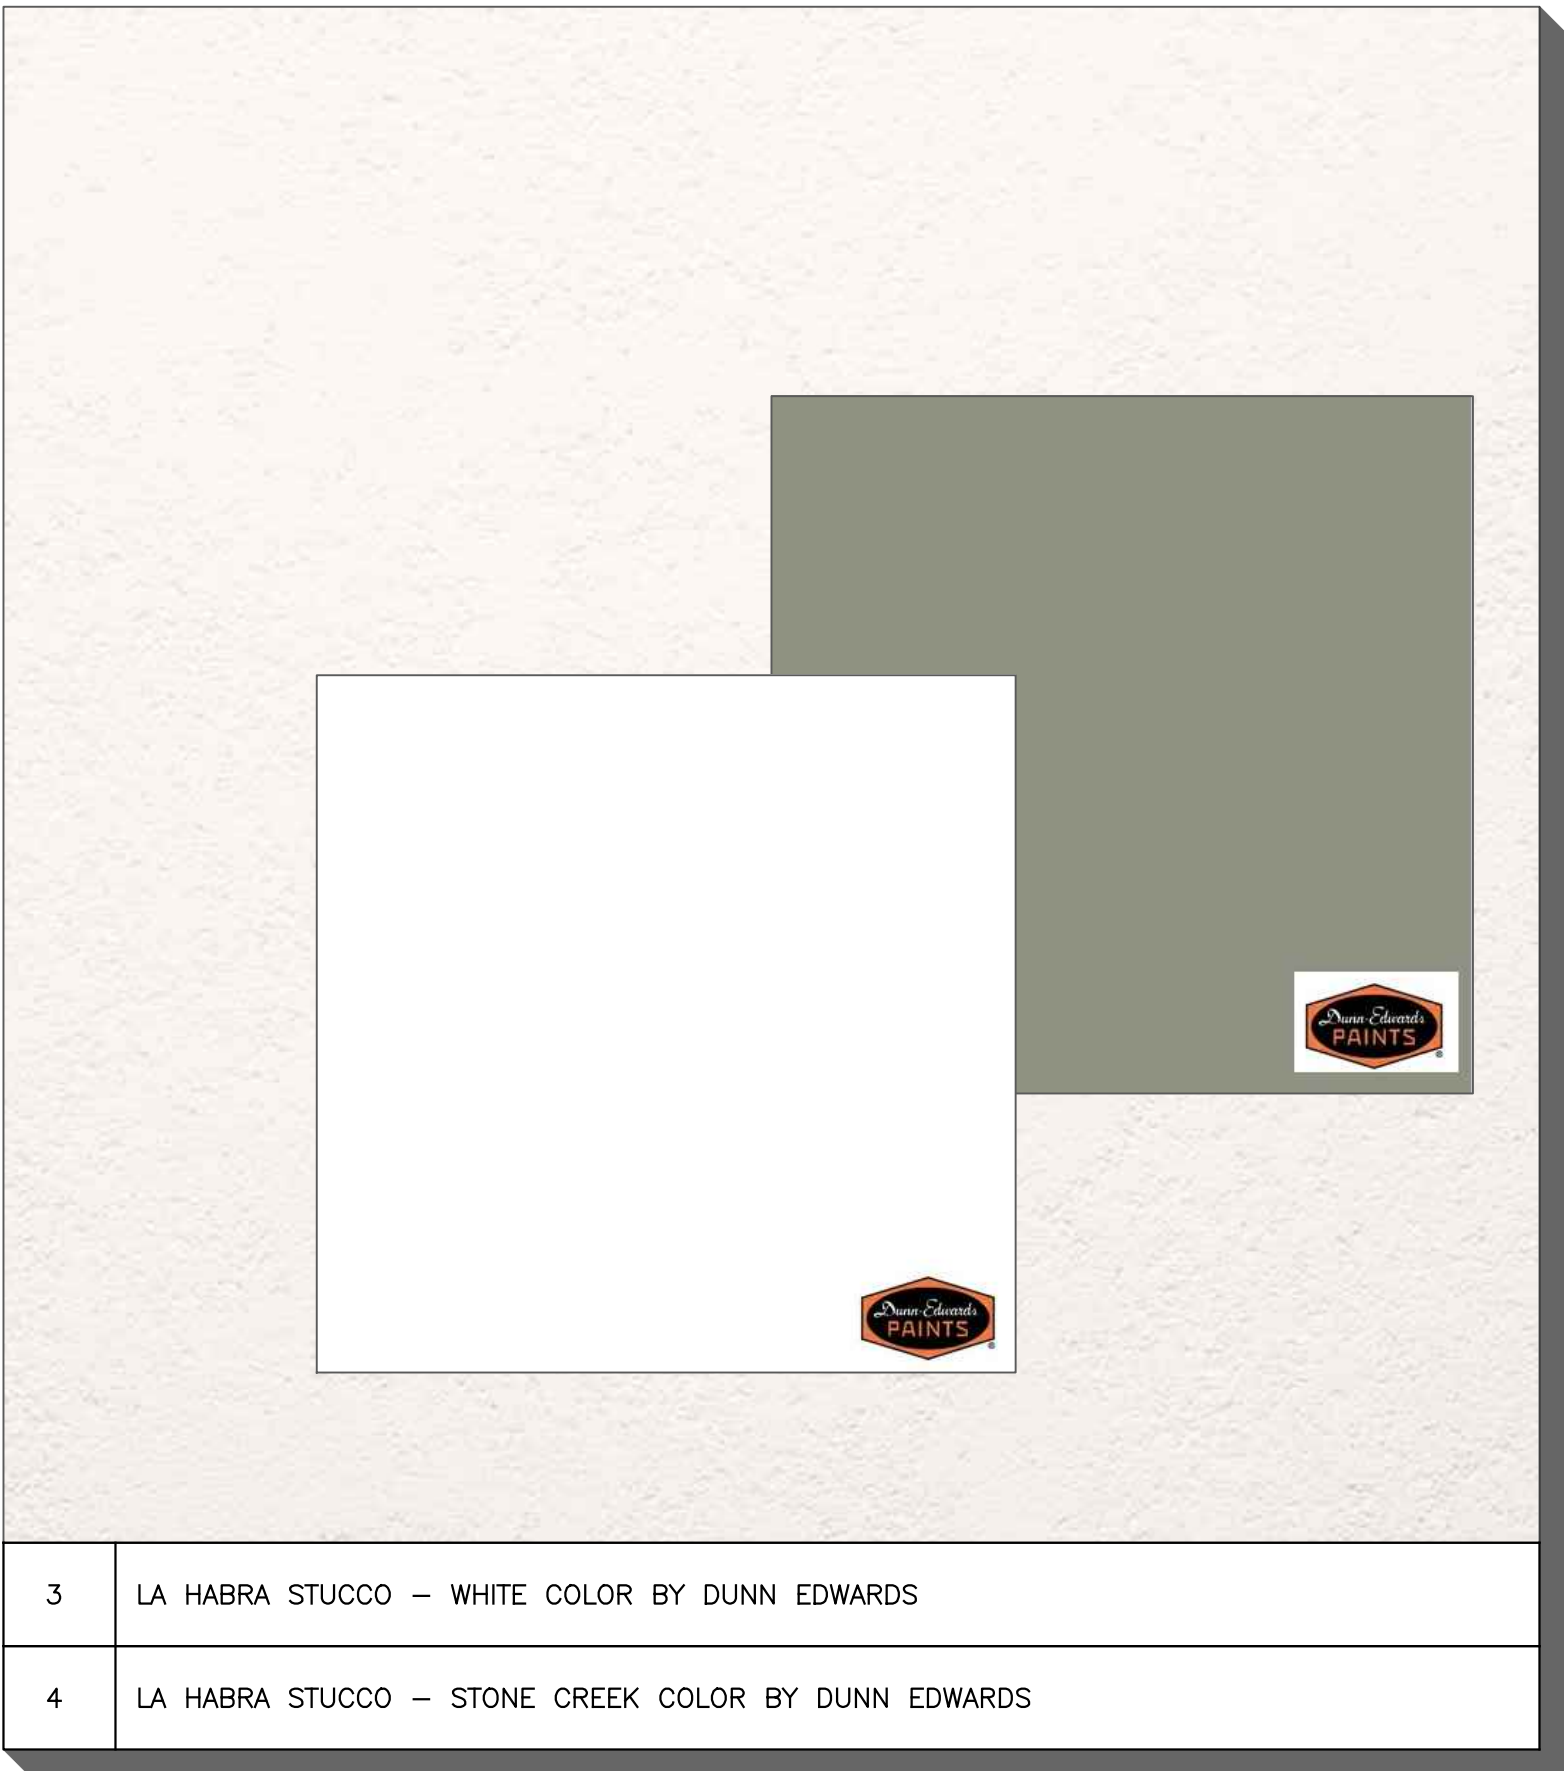 Dunn-Edwards
PAINTS
®
Dunn-Edwards
PAINTS
®
3 LA HABRA STUCCO – WHITE COLOR BY DUNN EDWARDS
4 LA HABRA STUCCO – STONE CREEK COLOR BY DUNN EDWARDS